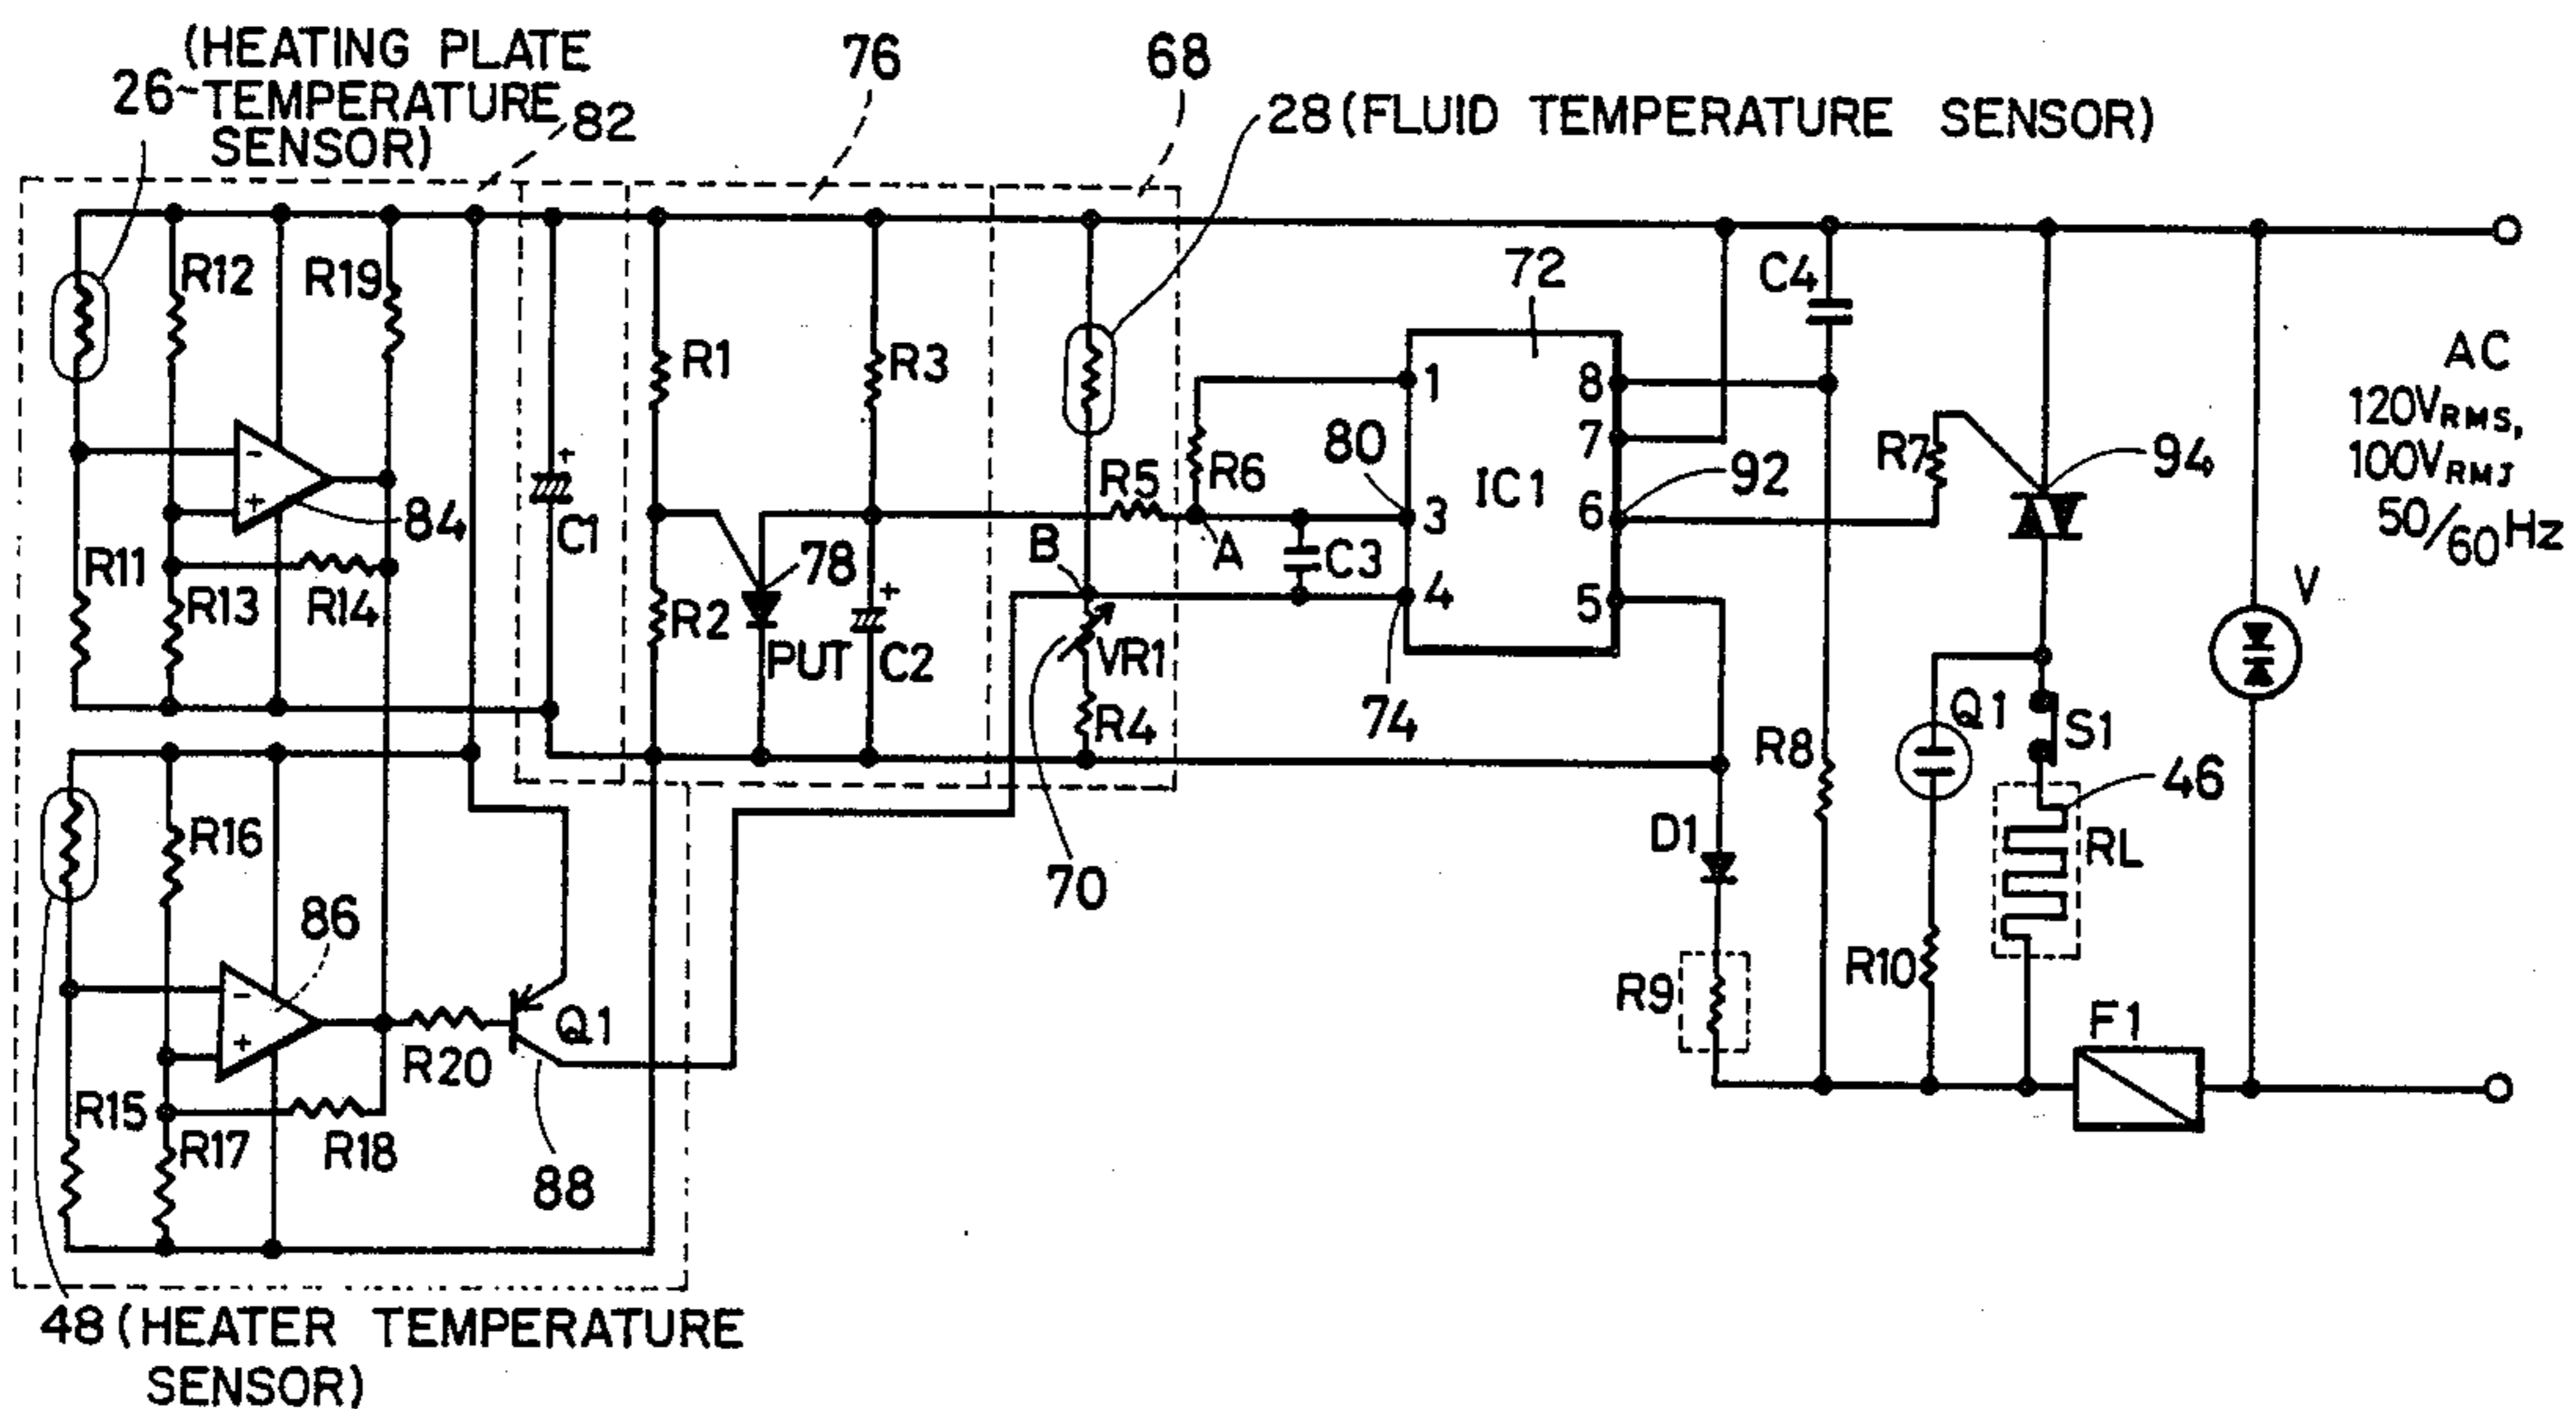 (HEATING PLATE
26~TEMPERATURE
SENSOR)
82
76
68
28(FLUID TEMPERATURE SENSOR)
R12
R19
R1
R3
72
C4
AC
120VRMS,
100VRMJ
50/60Hz
1
8
7
80
R6
R5
IC1
92
R7
94
-
+
84
C1
3
6
R11
R13
R14
R2
78
PUT
C2
+
+
B
A
C3
4
5
V
VR1
R4
74
Q1
S1
R8
46
R16
D1
RL
70
86
-
+
R20
Q1
R9
R10
F1
R15
R17
R18
88
48(HEATER TEMPERATURE
SENSOR)